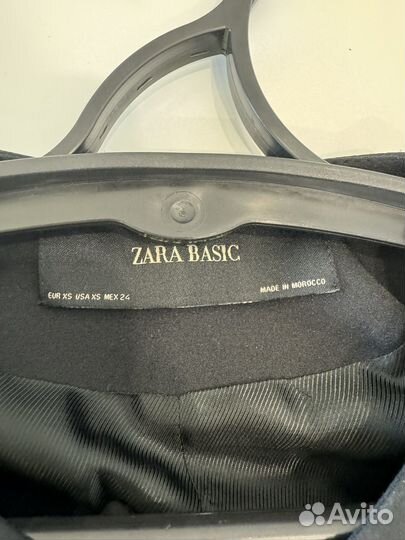 ZARA BASIC
EUR XS USA XS MEX 24 MADE IN MOROCCO
Avito